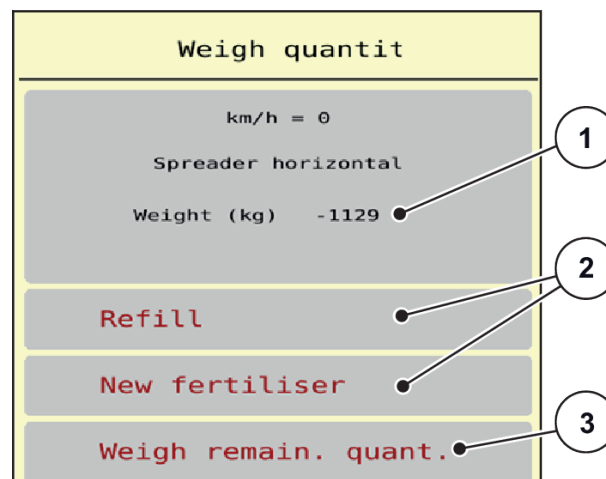 Weigh quantit
km/h = 0
Spreader horizontal
Weight (kg) -1129
1
Refill
2
New fertiliser
Weigh remain. quant.
3